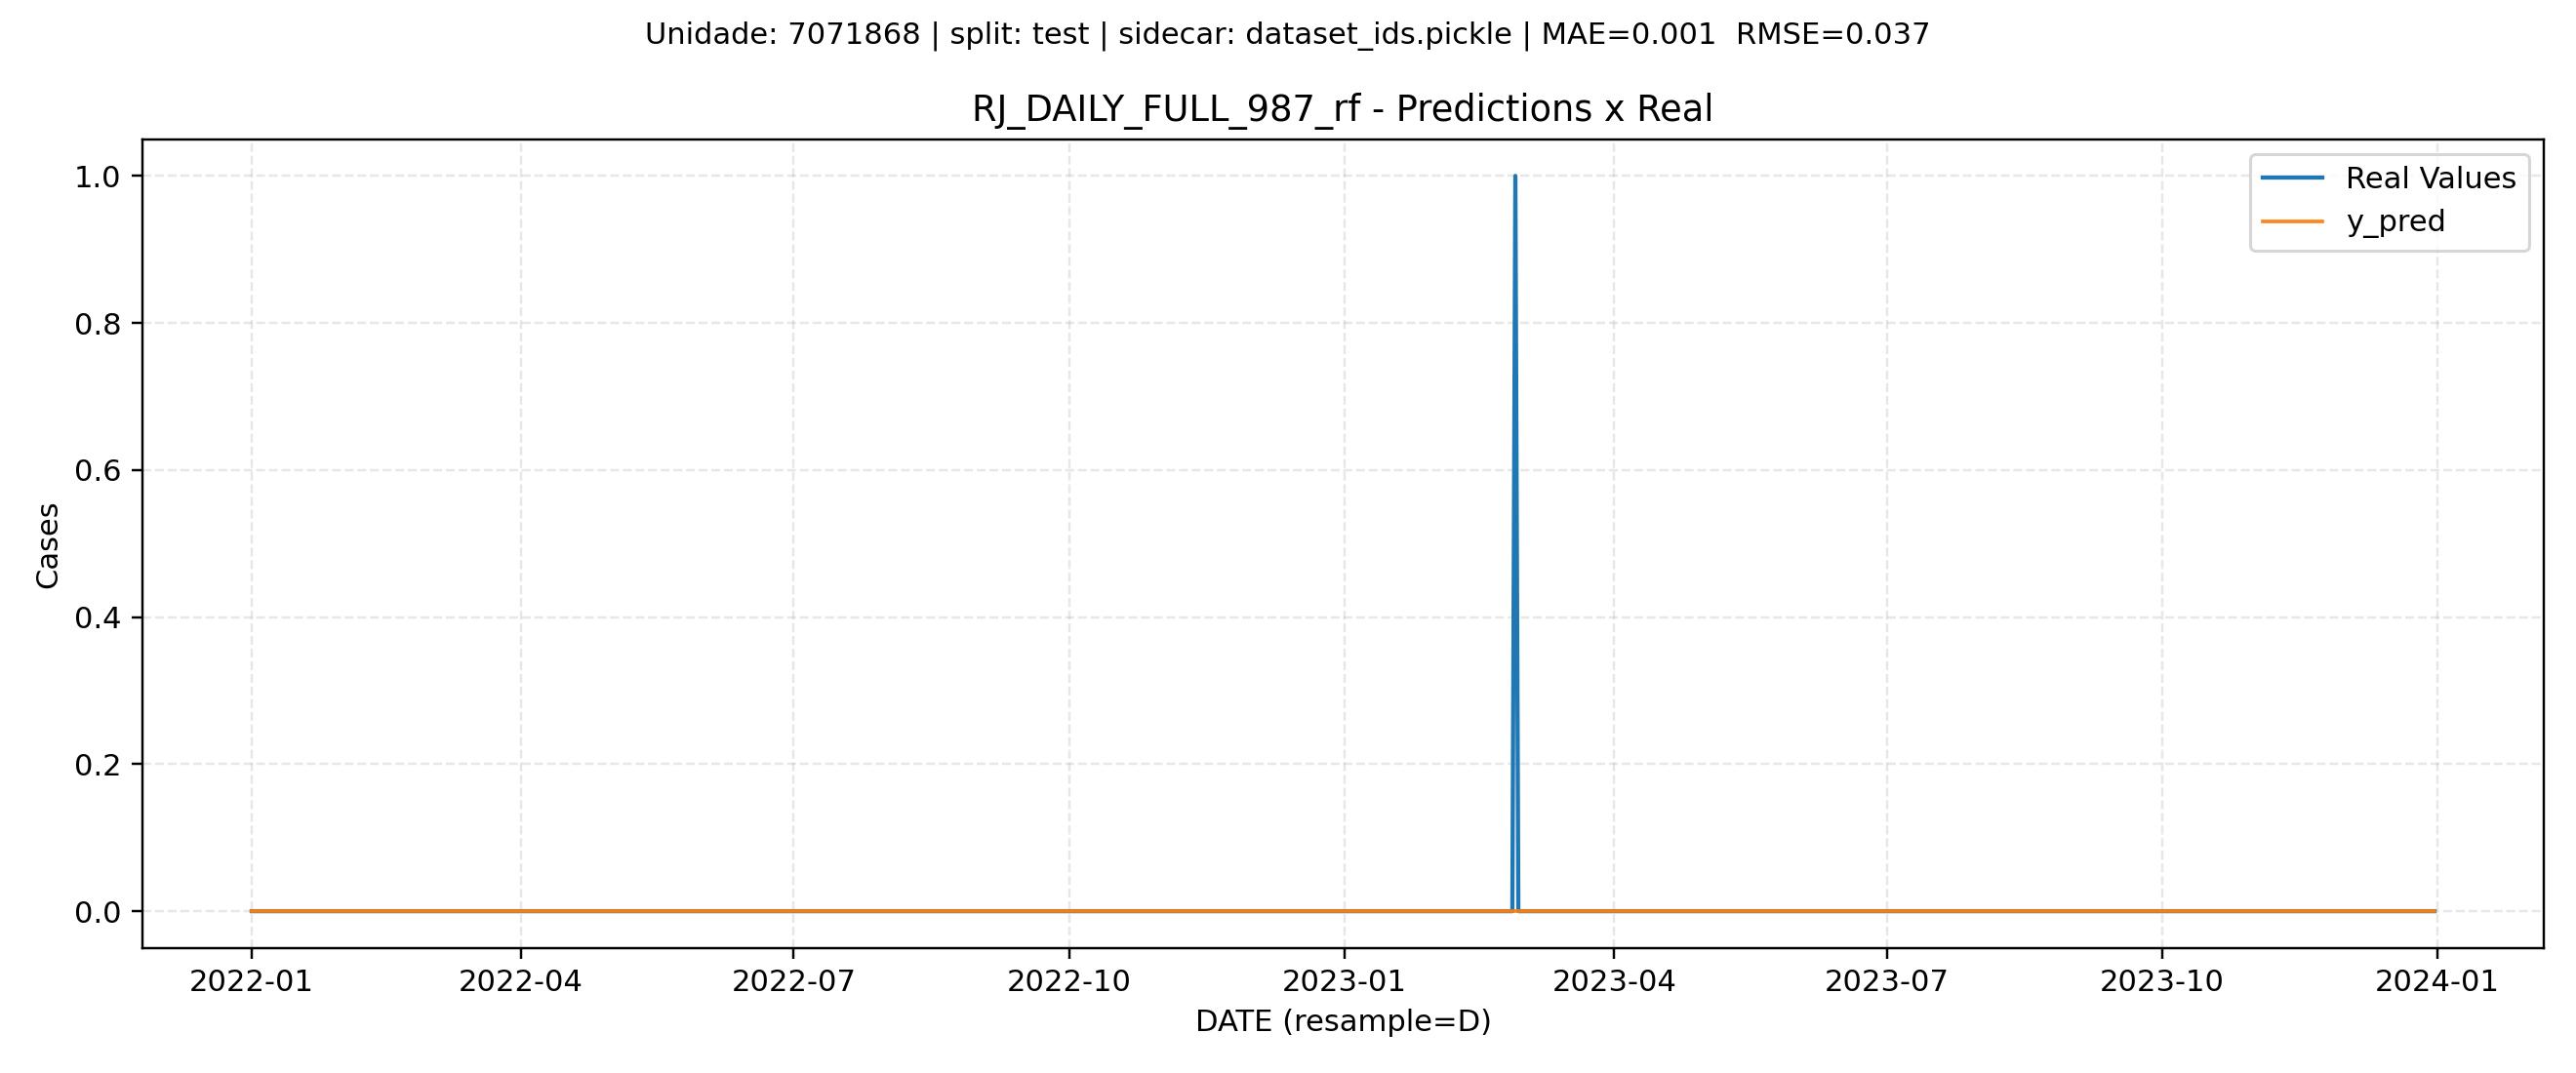 Unidade: 7071868 | split: test | sidecar: dataset_ids.pickle | MAE=0.001  RMSE=0.037
RJ_DAILY_FULL_987_rf - Predictions x Real
Real Values
y_pred
Cases
1.0
0.8
0.6
0.4
0.2
0.0
2022-01 2022-04 2022-07 2022-10 2023-01 2023-04 2023-07 2023-10 2024-01
DATE (resample=D)